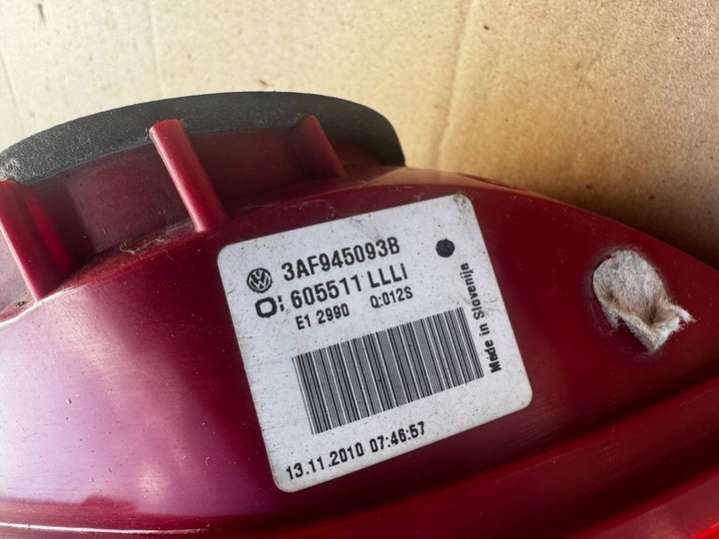 3AF945093B
605511 LLLI
E1 2990 Q:012S
Made in Slovenija
13.11.2010 07:46:57